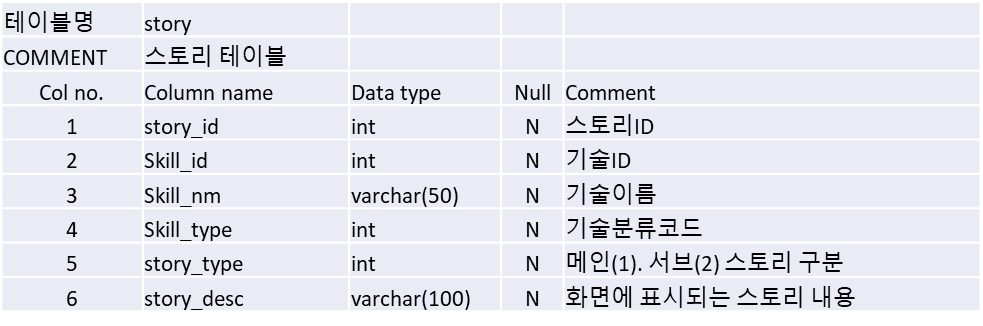 테이블명 story
COMMENT 스토리 테이블
Col no. Column name Data type Null Comment
1 story_id int N 스토리ID
2 Skill_id int N 기술ID
3 Skill_nm varchar(50) N 기술이름
4 Skill_type int N 기술분류코드
5 story_type int N 메인(1). 서브(2) 스토리 구분
6 story_desc varchar(100) N 화면에 표시되는 스토리 내용